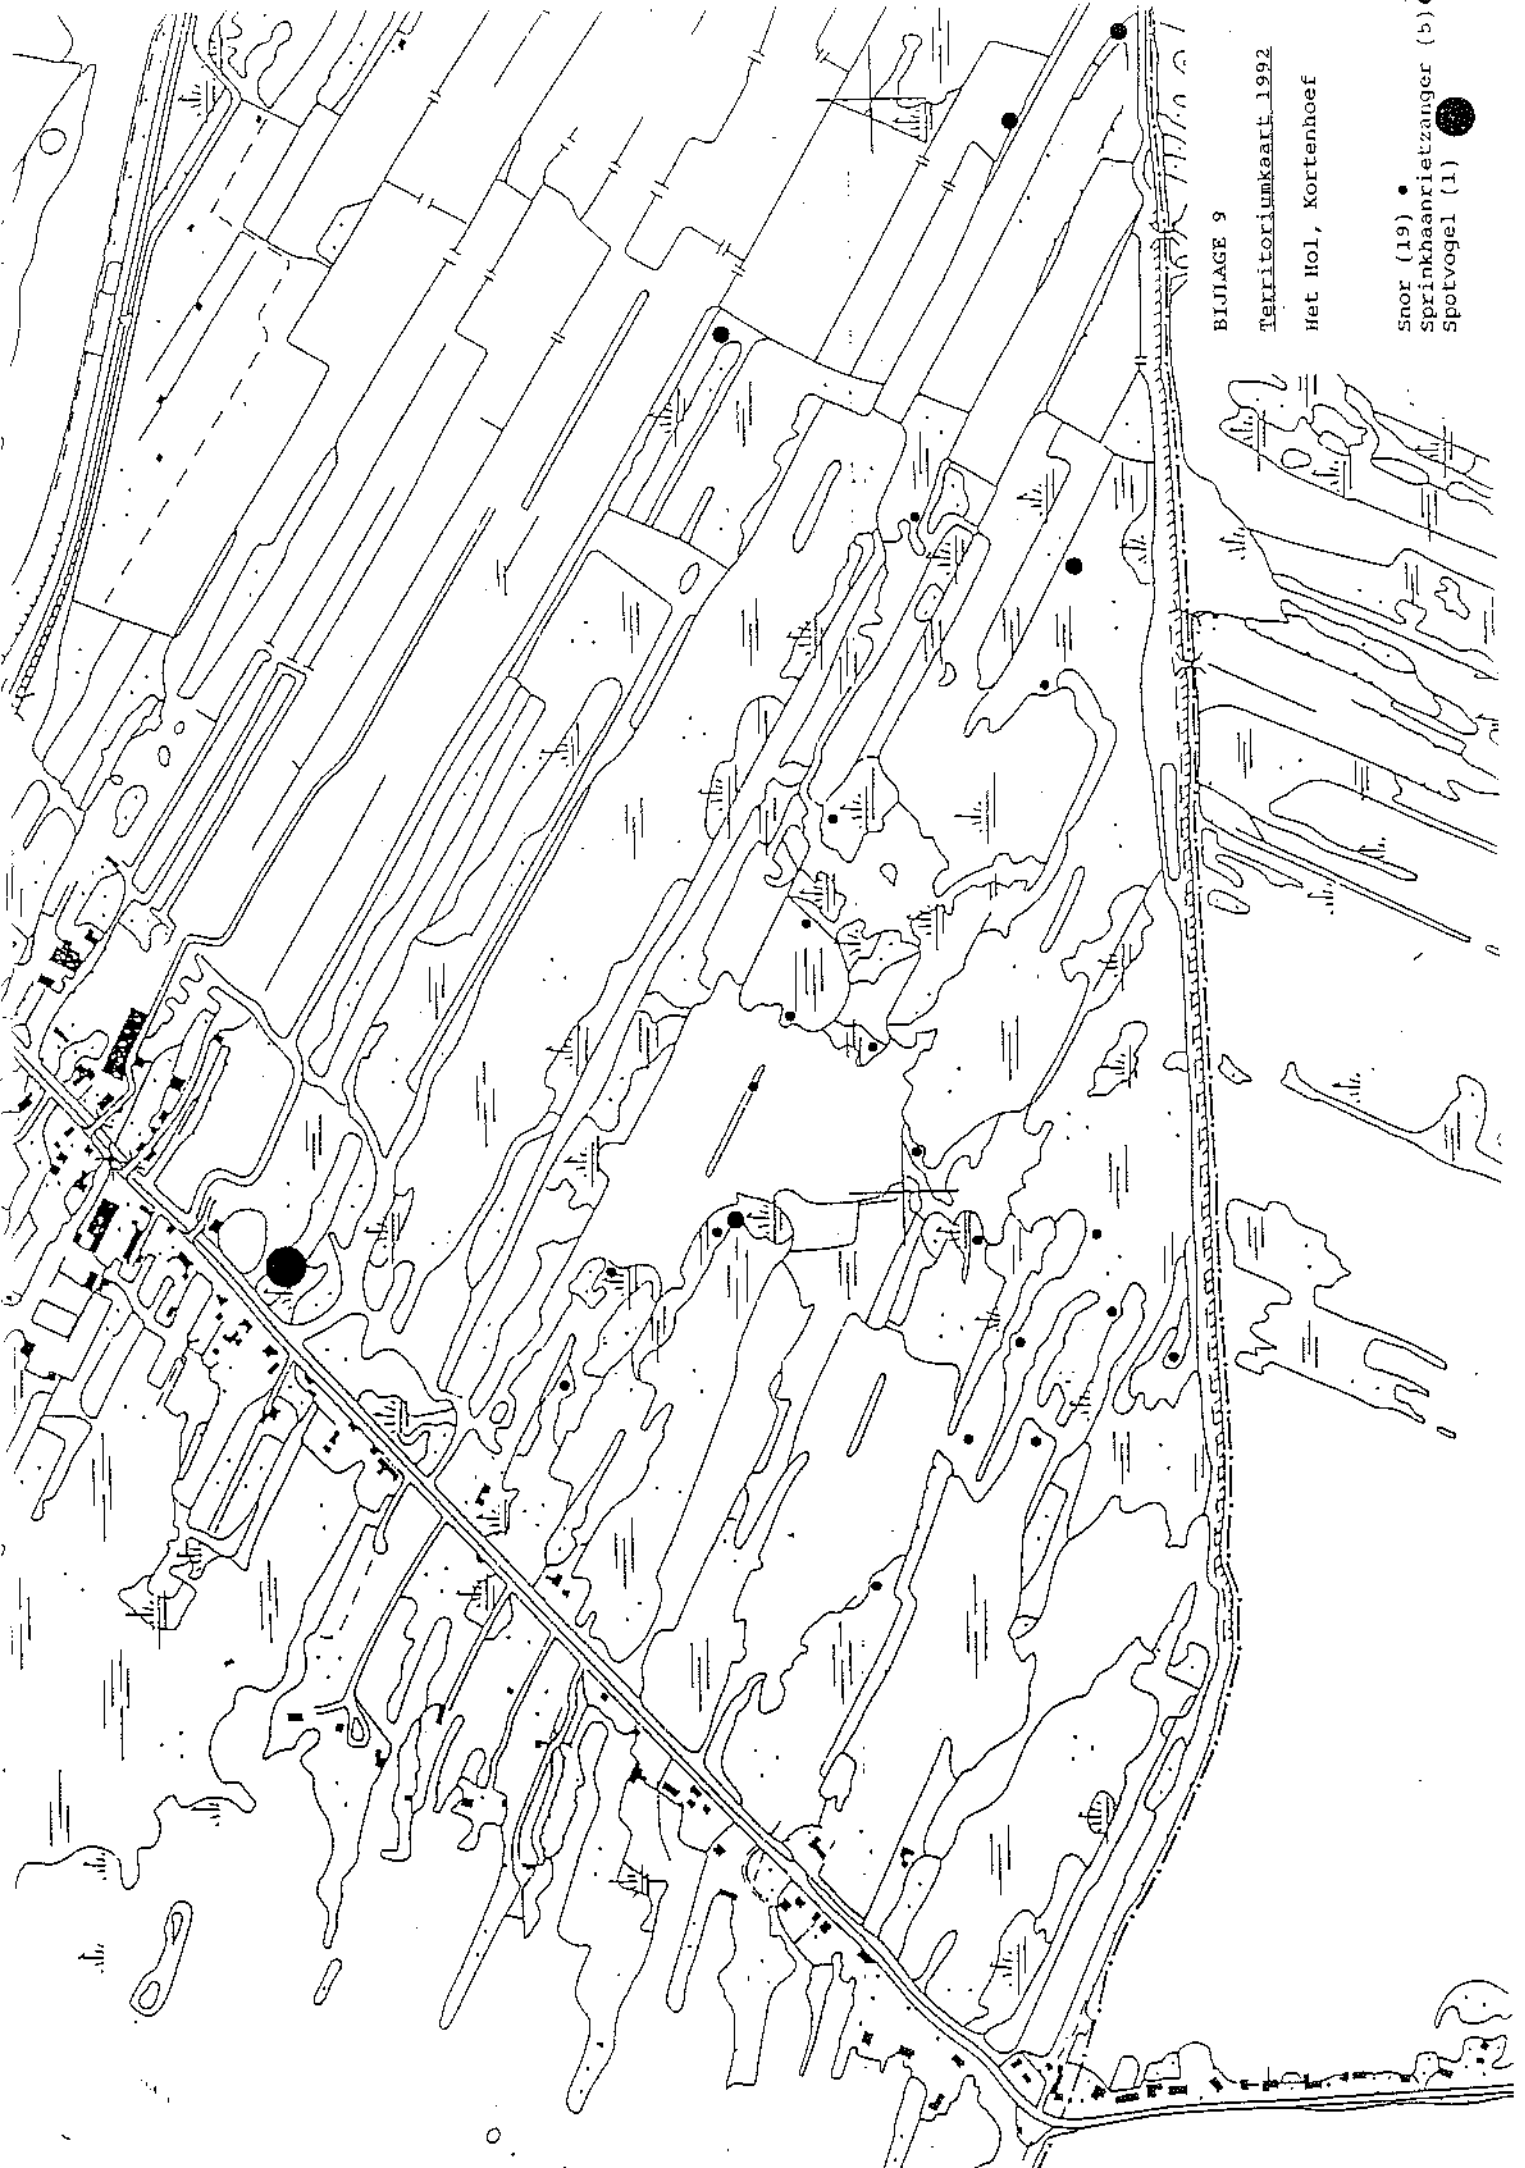 BIJLAGE 9
Territoriumkaart 1992
Het Hol, Kortenhoef
Snor (19)
Sprinkhaanrietzanger (5)
Spotvogel (1)